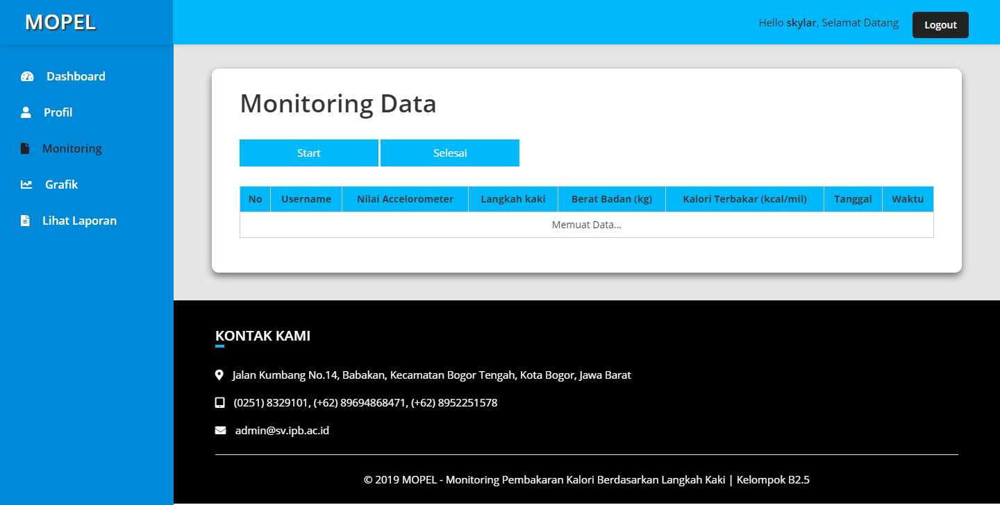 MOPEL
Hello skylar, Selamat Datang
Logout
Dashboard
Profil
Monitoring
Grafik
Lihat Laporan
Monitoring Data
Start Selesai
No Username Nilai Accelorometer Langkah kaki Berat Badan (kg) Kalori Terbakar (kcal/mil) Tanggal Waktu
Memuat Data...
KONTAK KAMI
Jalan Kumbang No.14, Babakan, Kecamatan Bogor Tengah, Kota Bogor, Jawa Barat
(0251) 8329101, (+62) 89694868471, (+62) 8952251578
admin@sv.ipb.ac.id
© 2019 MOPEL - Monitoring Pembakaran Kalori Berdasarkan Langkah Kaki | Kelompok B2.5